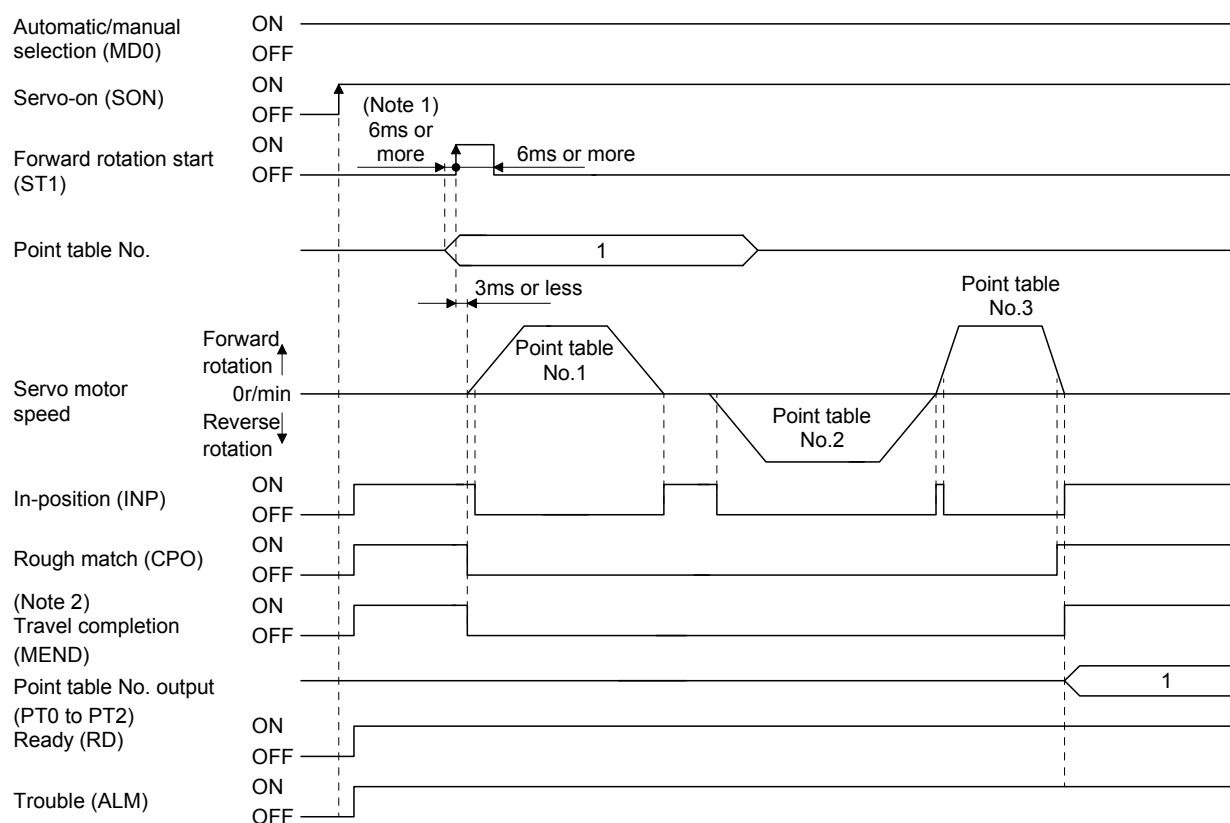 Automatic/manual
selection (MD0)
ON
OFF
Servo-on (SON)
ON
OFF
(Note 1)
6ms or
more
6ms or more
Forward rotation start
(ST1)
ON
OFF
Point table No.
1
3ms or less
Servo motor
speed
Forward
rotation
0r/min
Reverse
rotation
Point table
No.1
Point table
No.2
Point table
No.3
In-position (INP)
ON
OFF
Rough match (CPO)
ON
OFF
(Note 2)
Travel completion
(MEND)
ON
OFF
Point table No. output
(PT0 to PT2)
1
Ready (RD)
ON
OFF
Trouble (ALM)
ON
OFF